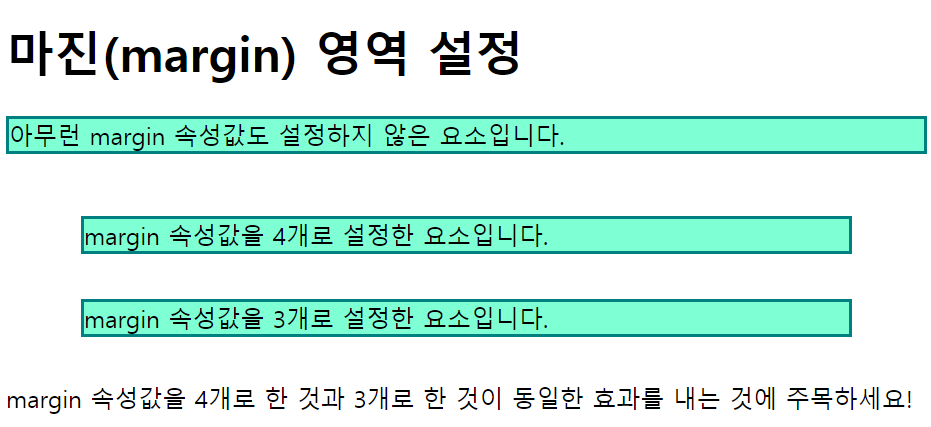 마진(margin) 영역 설정
아무런 margin 속성값도 설정하지 않은 요소입니다.
margin 속성값을 4개로 설정한 요소입니다.
margin 속성값을 3개로 설정한 요소입니다.
margin 속성값을 4개로 한 것과 3개로 한 것이 동일한 효과를 내는 것에 주목하세요!